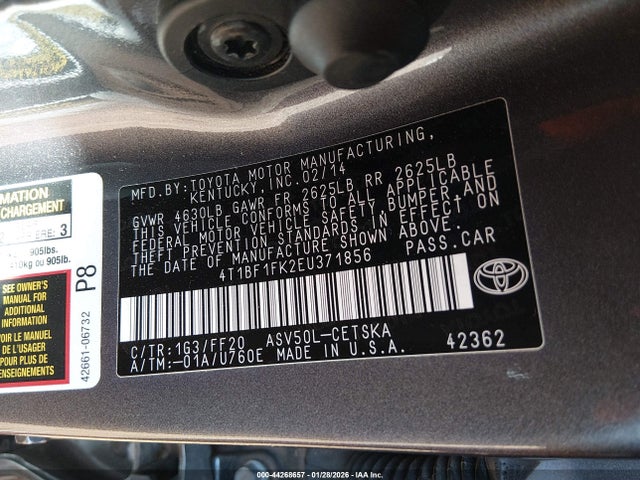 MFD.BY:TOYOTA MOTOR MANUFACTURING,
KENTUCKY,INC.02/14
GVWR 4630LB GAWR FR 2625LB RR 2625LB
THIS VEHICLE CONFORMS TO ALL APPLICABLE
FEDERAL MOTOR VEHICLE SAFETY BUMPER,AND
THEFT PREVENTION STANDARDS IN EFFECT ON
THE DATE OF MANUFACTURE SHOWN ABOVE.
4T1BF1FK2EU371856 PASS.CAR
C/TR:1G3/FF20 ASV50L-CETSKA
A/TM:-01A/U760E MADE IN U.S.A.
42362
TOYOTA
MATION
CHARGEMENT
RE: 3
905lbs.
10kg ou 905lb.
SEE OWNER'S
MANUAL FOR
ADDITIONAL
INFORMATION
VOIR LE MANUEL
DE L'USAGER
POUR PLUS DE
RENSEIGNEMENTS
P8
42661-06732
000-44268657 - 01/28/2026 - IAA Inc.